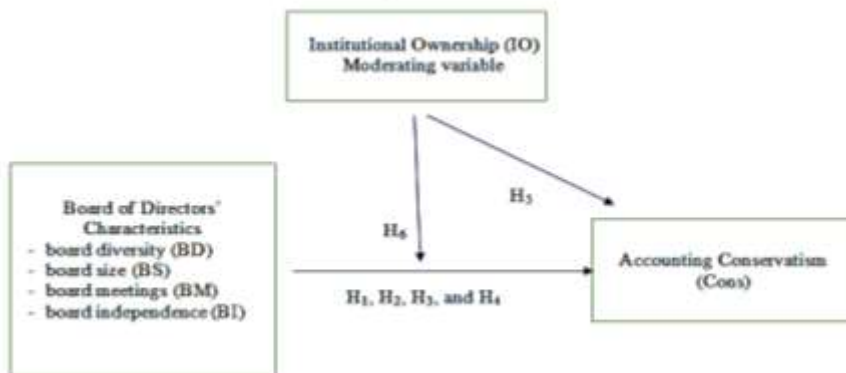 Institutional Ownership (IO)
Moderating variable
H₅
Board of Directors'
Characteristics
- board diversity (BD)
- board size (BS)
- board meetings (BM)
- board independence (BI)
H₆
Accounting Conservatism
(Cons)
H₁, H₂, H₃, and H₄